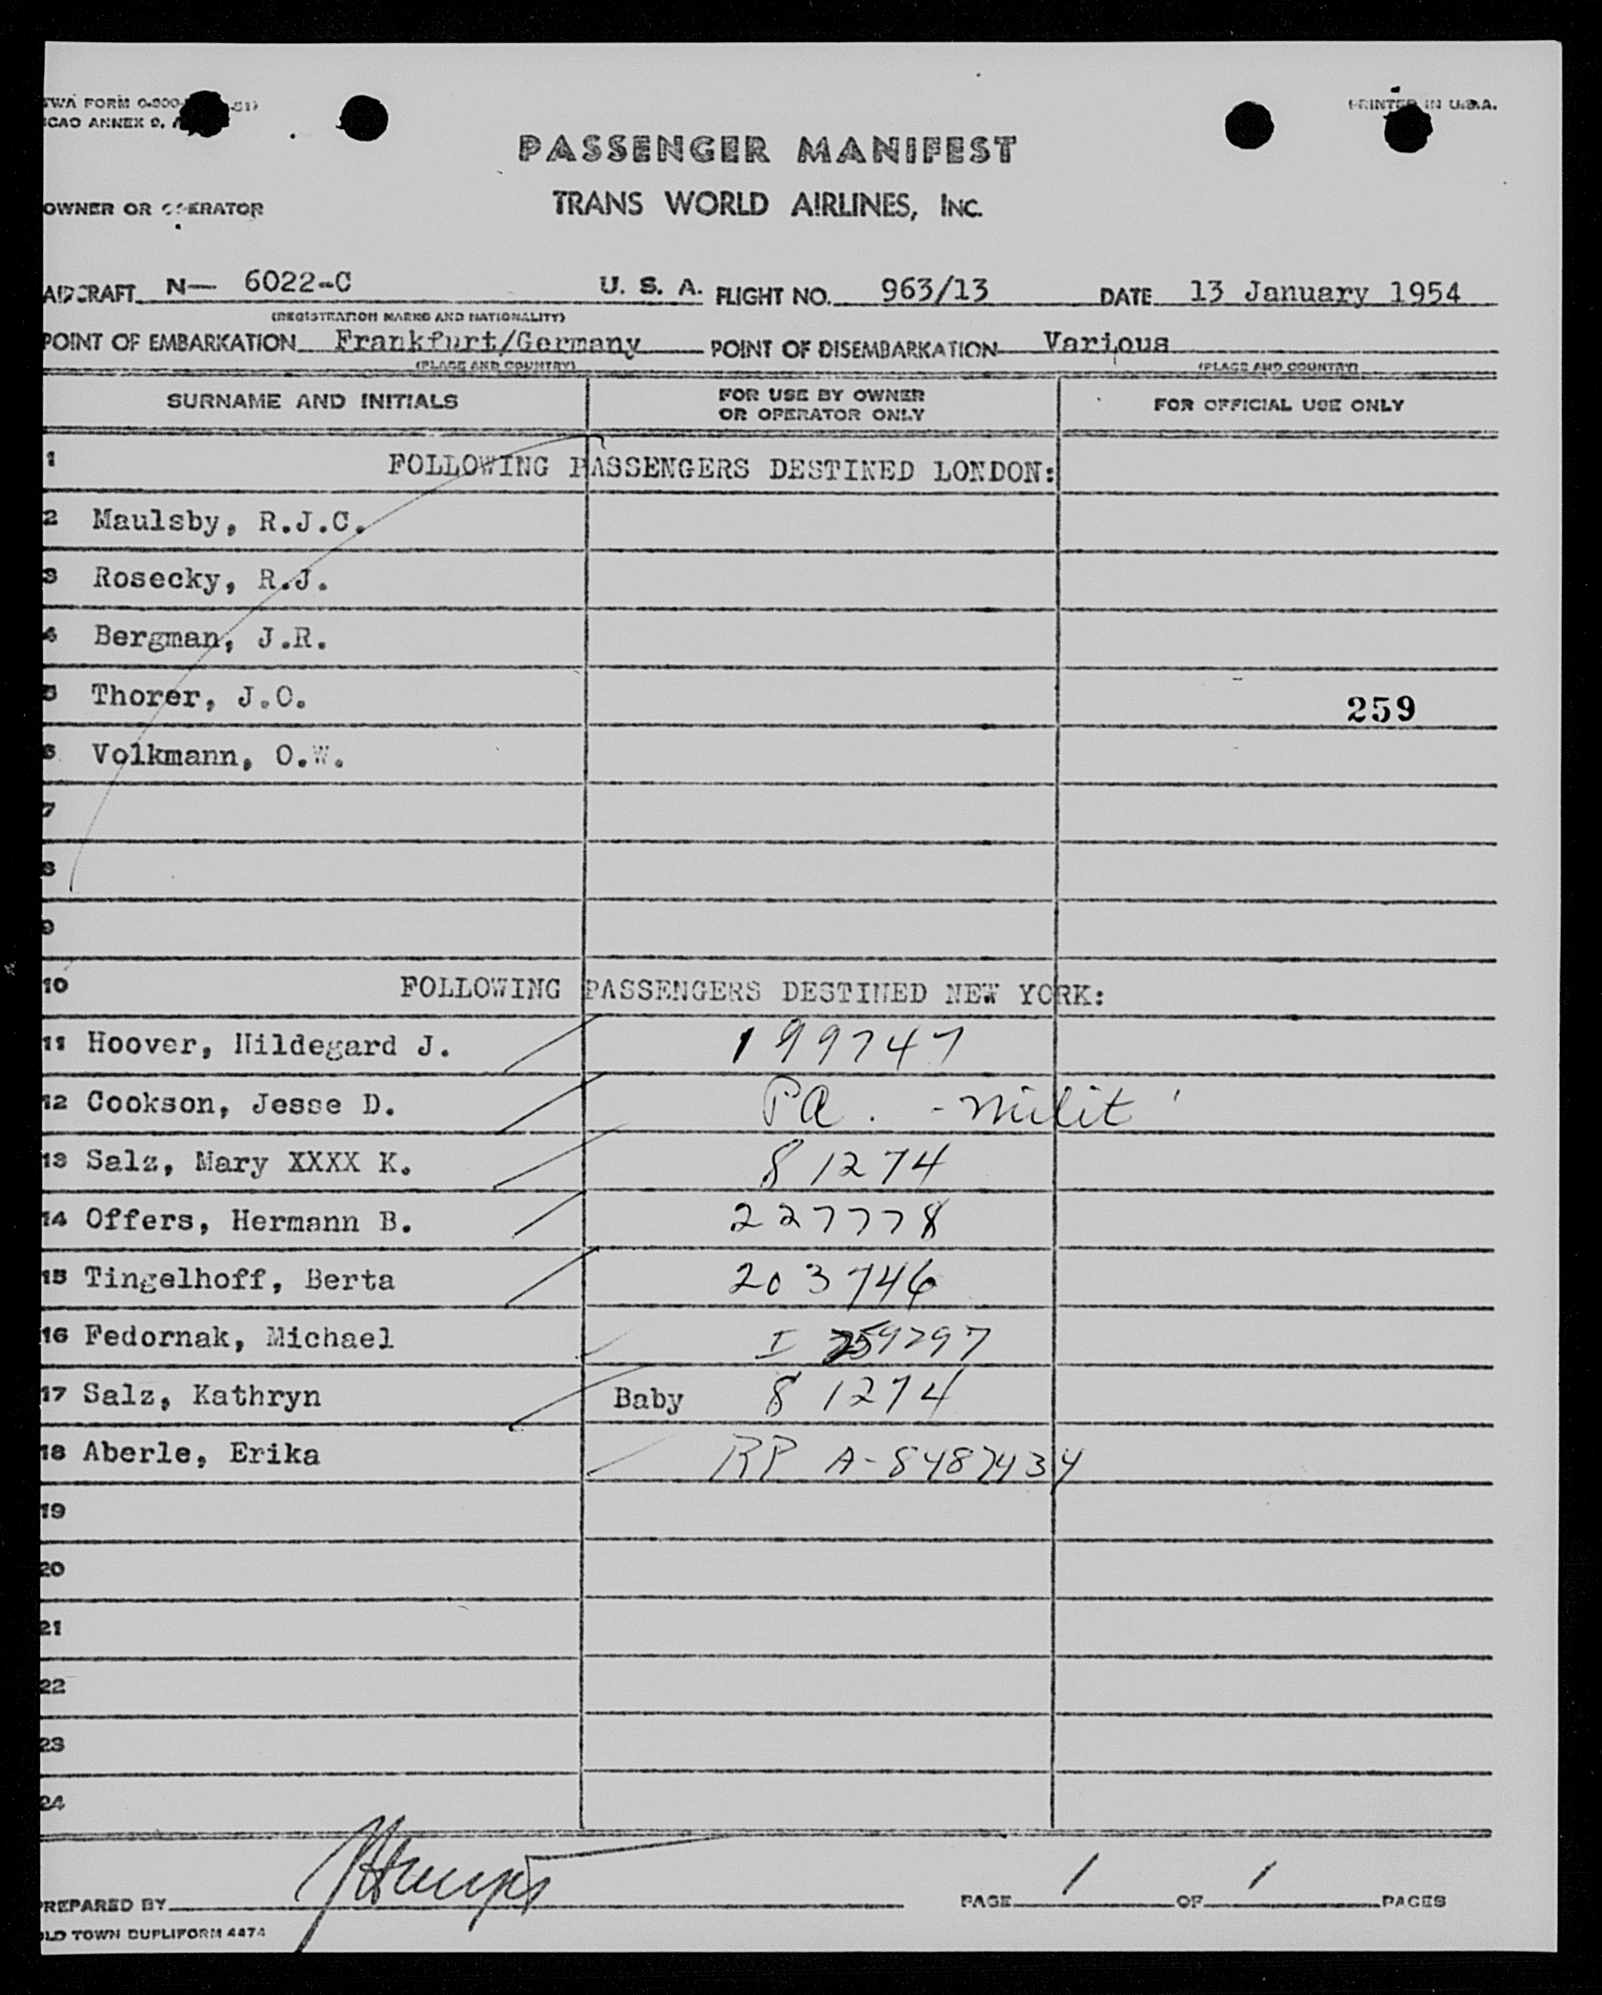 TWA FORM 0-800
ICAO ANNEX 9,
PRINTED IN U.S.A.
PASSENGER MANIFEST
OWNER OR OPERATOR
TRANS WORLD AIRLINES, INC.
AIRCRAFT N— 6022-C U. S. A. FLIGHT NO. 963/13 DATE 13 January 1954
(REGISTRATION MARKS AND NATIONALITY)
POINT OF EMBARKATION Frankfurt/Germany POINT OF DISEMBARKATION Various
(PLACE AND COUNTRY) (PLACE AND COUNTRY)
SURNAME AND INITIALS FOR USE BY OWNER OR OPERATOR ONLY FOR OFFICIAL USE ONLY
1 FOLLOWING PASSENGERS DESTINED LONDON:
2 Maulsby, R.J.C.
3 Rosecky, R.J.
4 Bergman, J.R.
5 Thorer, J.O. 259
6 Volkmann, O.W.
7
8
9
10 FOLLOWING PASSENGERS DESTINED NEW YORK:
11 Hoover, Hildegard J. 199747
12 Cookson, Jesse D. PA. - milit
13 Salz, Mary XXXX K. 81274
14 Offers, Hermann B. 227778
15 Tingelhoff, Berta 203746
16 Fedornak, Michael I 259297
17 Salz, Kathryn Baby 81274
18 Aberle, Erika RP A-8487434
19
20
21
22
23
24
PREPARED BY PAGE 1 OF 1 PAGES
OLD TOWN DUPLIFORM 4474